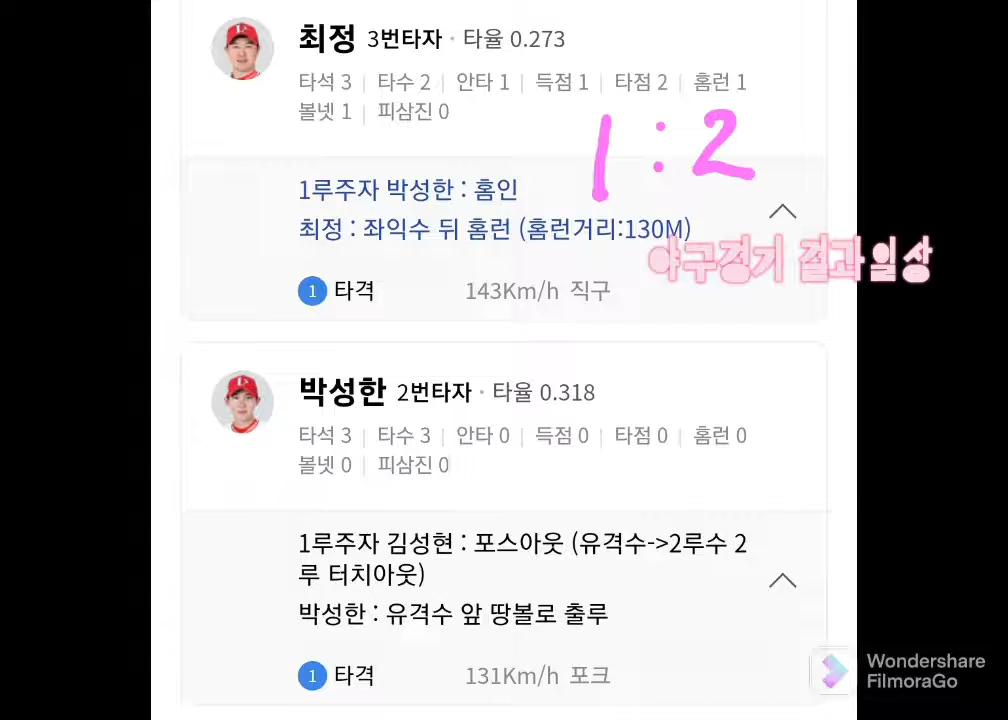 최정 3번타자 · 타율 0.273
타석 3 | 타수 2 | 안타 1 | 득점 1 | 타점 2 | 홈런 1
볼넷 1 | 피삼진 0
1 : 2
1루주자 박성한 : 홈인
최정 : 좌익수 뒤 홈런 (홈런거리:130M)
야구경기 결과일상
1 타격 143Km/h 직구
박성한 2번타자 · 타율 0.318
타석 3 | 타수 3 | 안타 0 | 득점 0 | 타점 0 | 홈런 0
볼넷 0 | 피삼진 0
1루주자 김성현 : 포스아웃 (유격수->2루수 2
루 터치아웃)
박성한 : 유격수 앞 땅볼로 출루
1 타격 131Km/h 포크
Wondershare
FilmoraGo